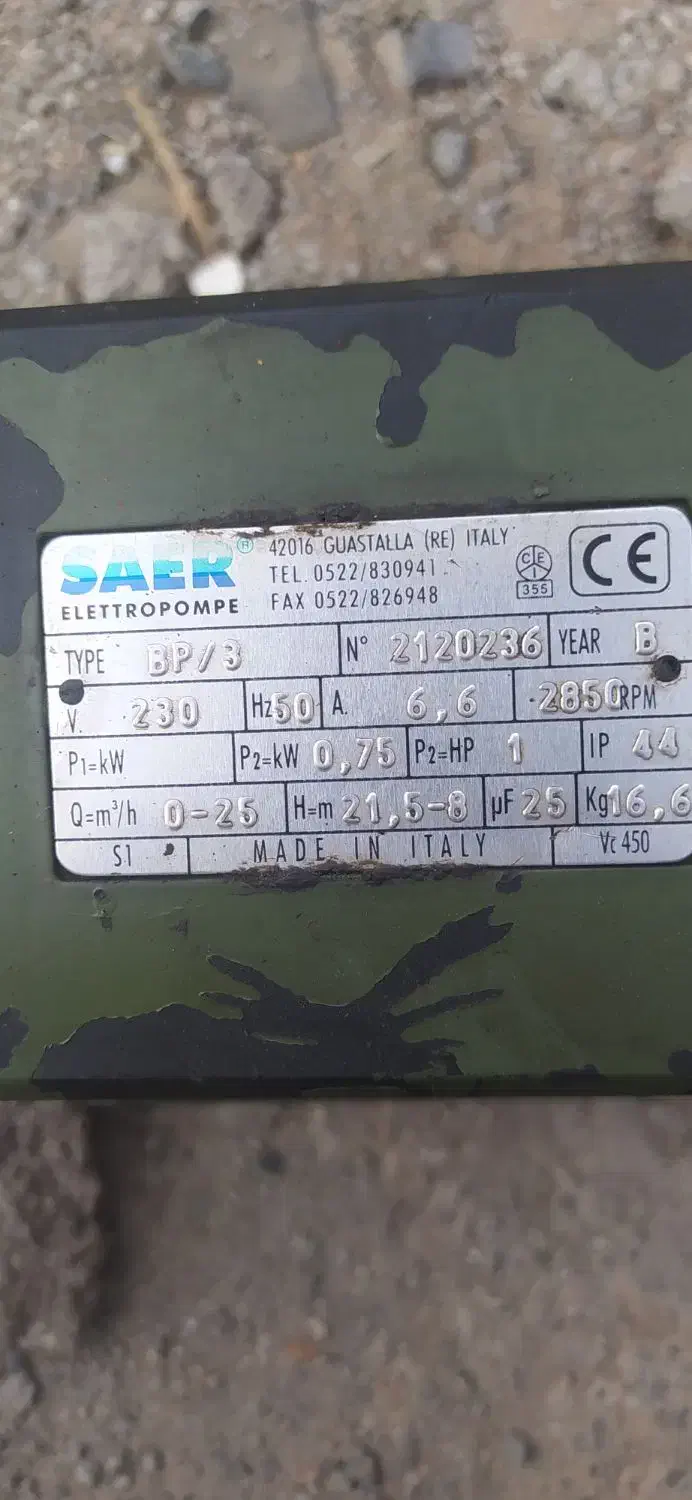 SAER® 42016 GUASTALLA (RE) ITALY
ELETTROPOMPE TEL. 0522/830941
FAX 0522/826948
CEI 355
CE
TYPE BP/3 N° 2120236 YEAR B
V. 230 Hz 50 A. 6,6 2850 RPM
P1=kW P2=kW 0,75 P2=HP 1 IP 44
Q=m³/h 0-25 H=m 21,5-8 µF 25 Kg 16,6
S1 MADE IN ITALY Vc 450